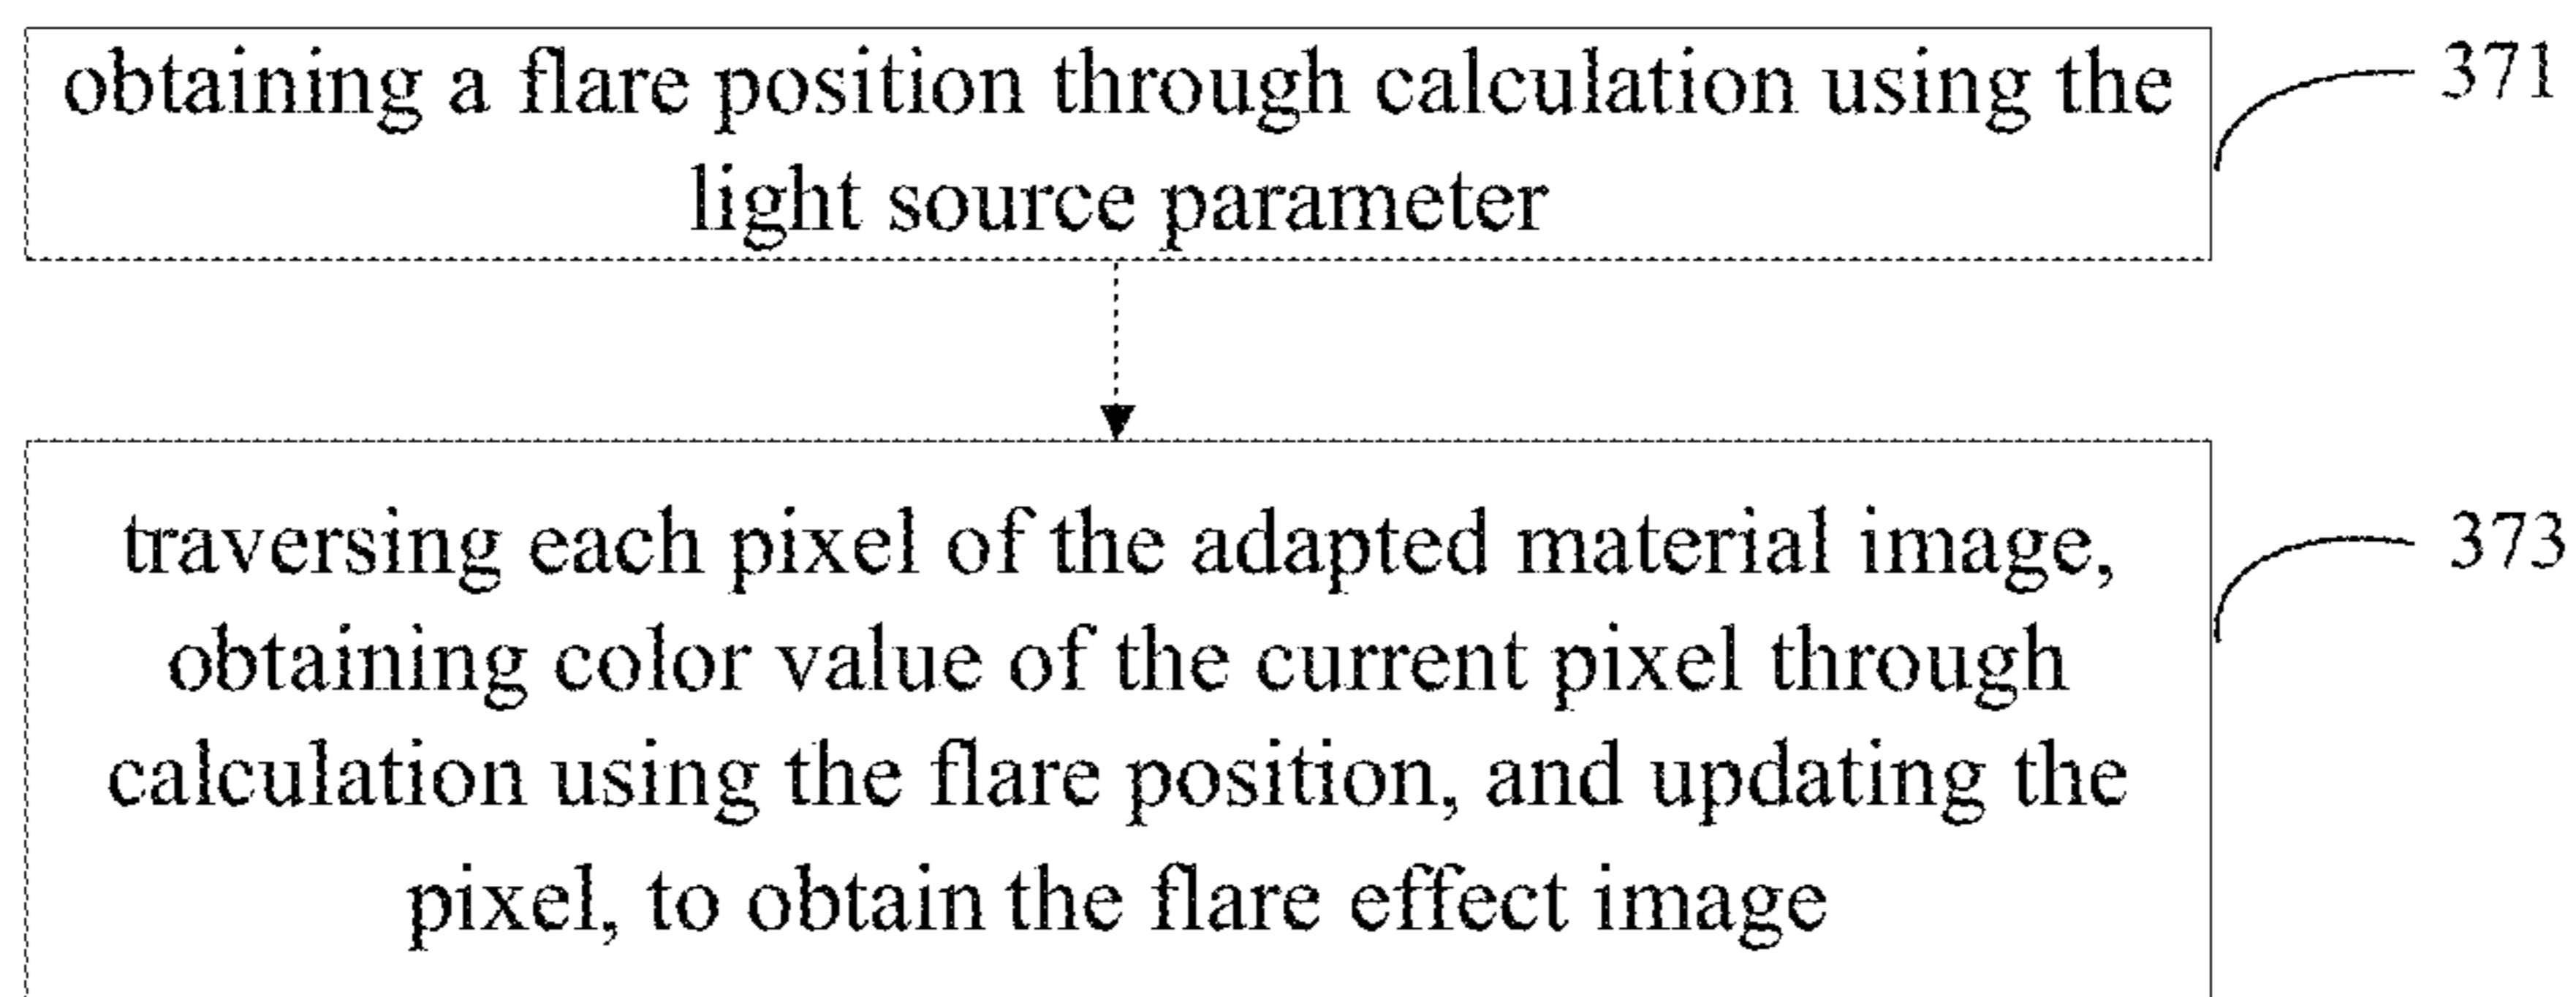 obtaining a flare position through calculation using the
light source parameter
371
traversing each pixel of the adapted material image,
obtaining color value of the current pixel through
calculation using the flare position, and updating the
pixel, to obtain the flare effect image
373